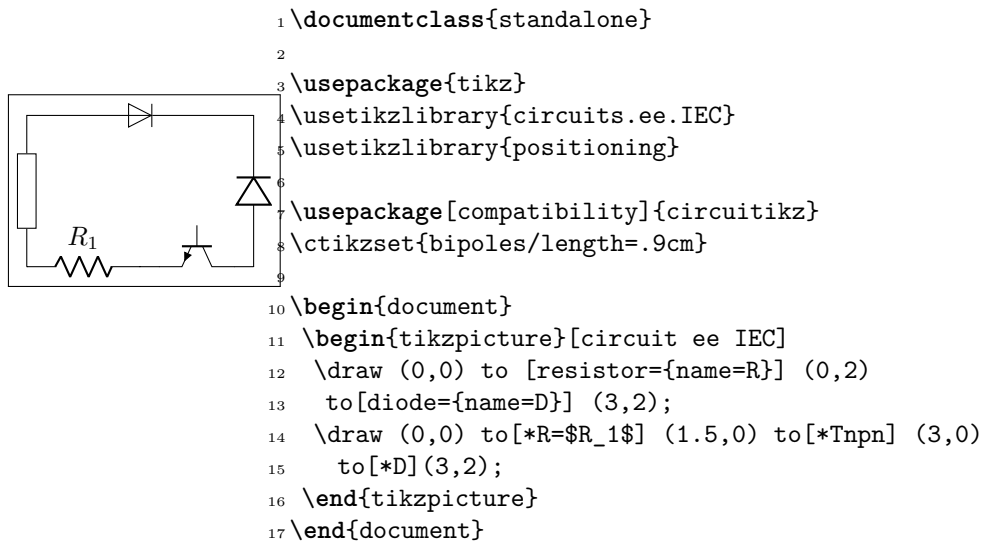 1 \documentclass{standalone}
2
3 \usepackage{tikz}
4 \usetikzlibrary{circuits.ee.IEC}
5 \usetikzlibrary{positioning}
6
7 \usepackage[compatibility]{circuitikz}
8 \ctikzset{bipoles/length=.9cm}
9
10 \begin{document}
11 \begin{tikzpicture}[circuit ee IEC]
12 \draw (0,0) to [resistor={name=R}] (0,2)
13 to[diode={name=D}] (3,2);
14 \draw (0,0) to[*R=$R_1$] (1.5,0) to[*Tnpn] (3,0)
15 to[*D](3,2);
16 \end{tikzpicture}
17 \end{document}
R₁